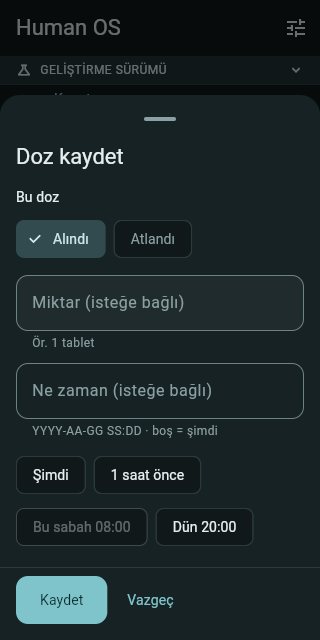 Human OS
GELİŞTİRME SÜRÜMÜ
Doz kaydet
Bu doz
Alındı
Atlandı
Miktar (isteğe bağlı)
Ör. 1 tablet
Ne zaman (isteğe bağlı)
YYYY-AA-GG SS:DD · boş = şimdi
Şimdi
1 saat önce
Bu sabah 08:00
Dün 20:00
Kaydet
Vazgeç